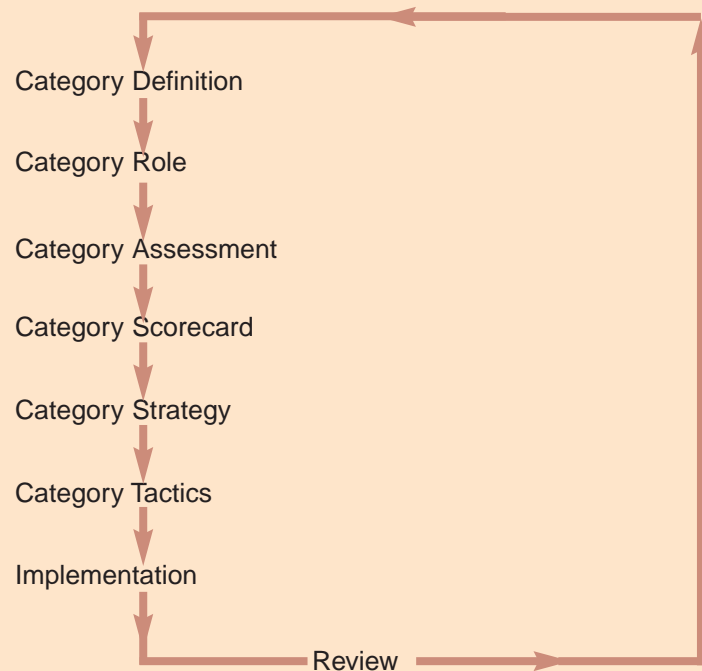 Category Definition
Category Role
Category Assessment
Category Scorecard
Category Strategy
Category Tactics
Implementation
Review